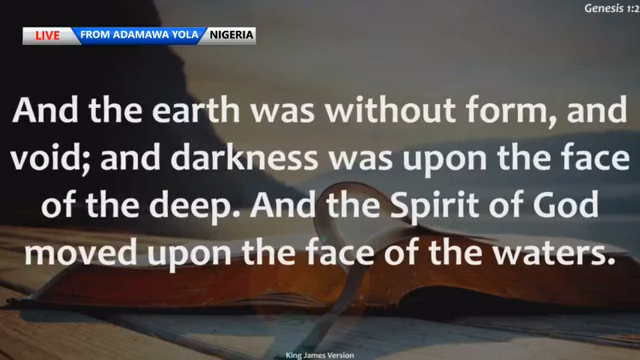 Genesis 1:2
LIVE FROM ADAMAWA YOLA NIGERIA
And the earth was without form, and
void; and darkness was upon the face
of the deep. And the Spirit of God
moved upon the face of the waters.
King James Version